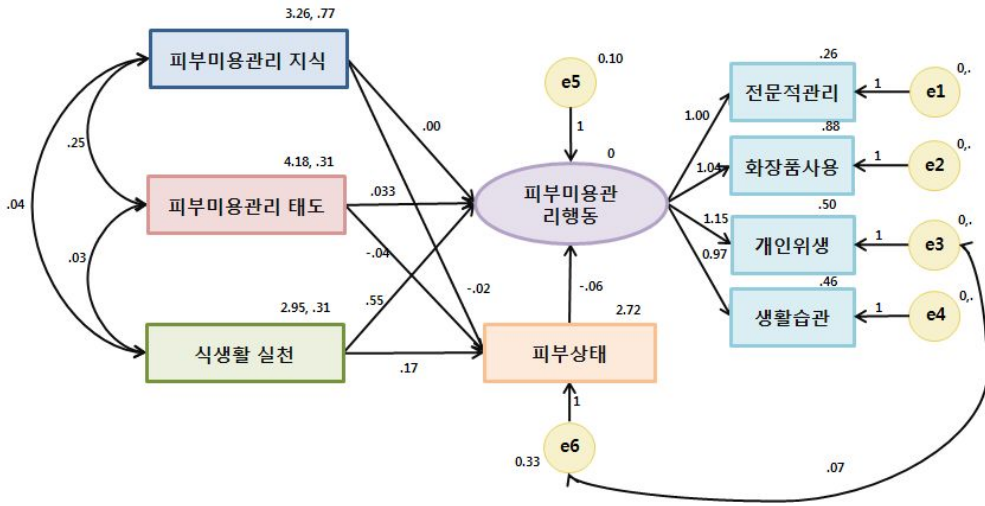 3.26, .77
피부미용관리 지식
.04
.25
.03
4.18, .31
피부미용관리 태도
2.95, .31
식생활 실천
.00
.033
-.04
-.02
.55
.17
0.10
e5
1
0
피부미용관
리행동
-.06
2.72
피부상태
1
0.33
e6
1.00
1.04
1.15
0.97
.26
전문적관리
1
e1
0,.
.88
화장품사용
1
e2
0,.
.50
개인위생
1
e3
0,.
.46
생활습관
1
e4
0,.
.07